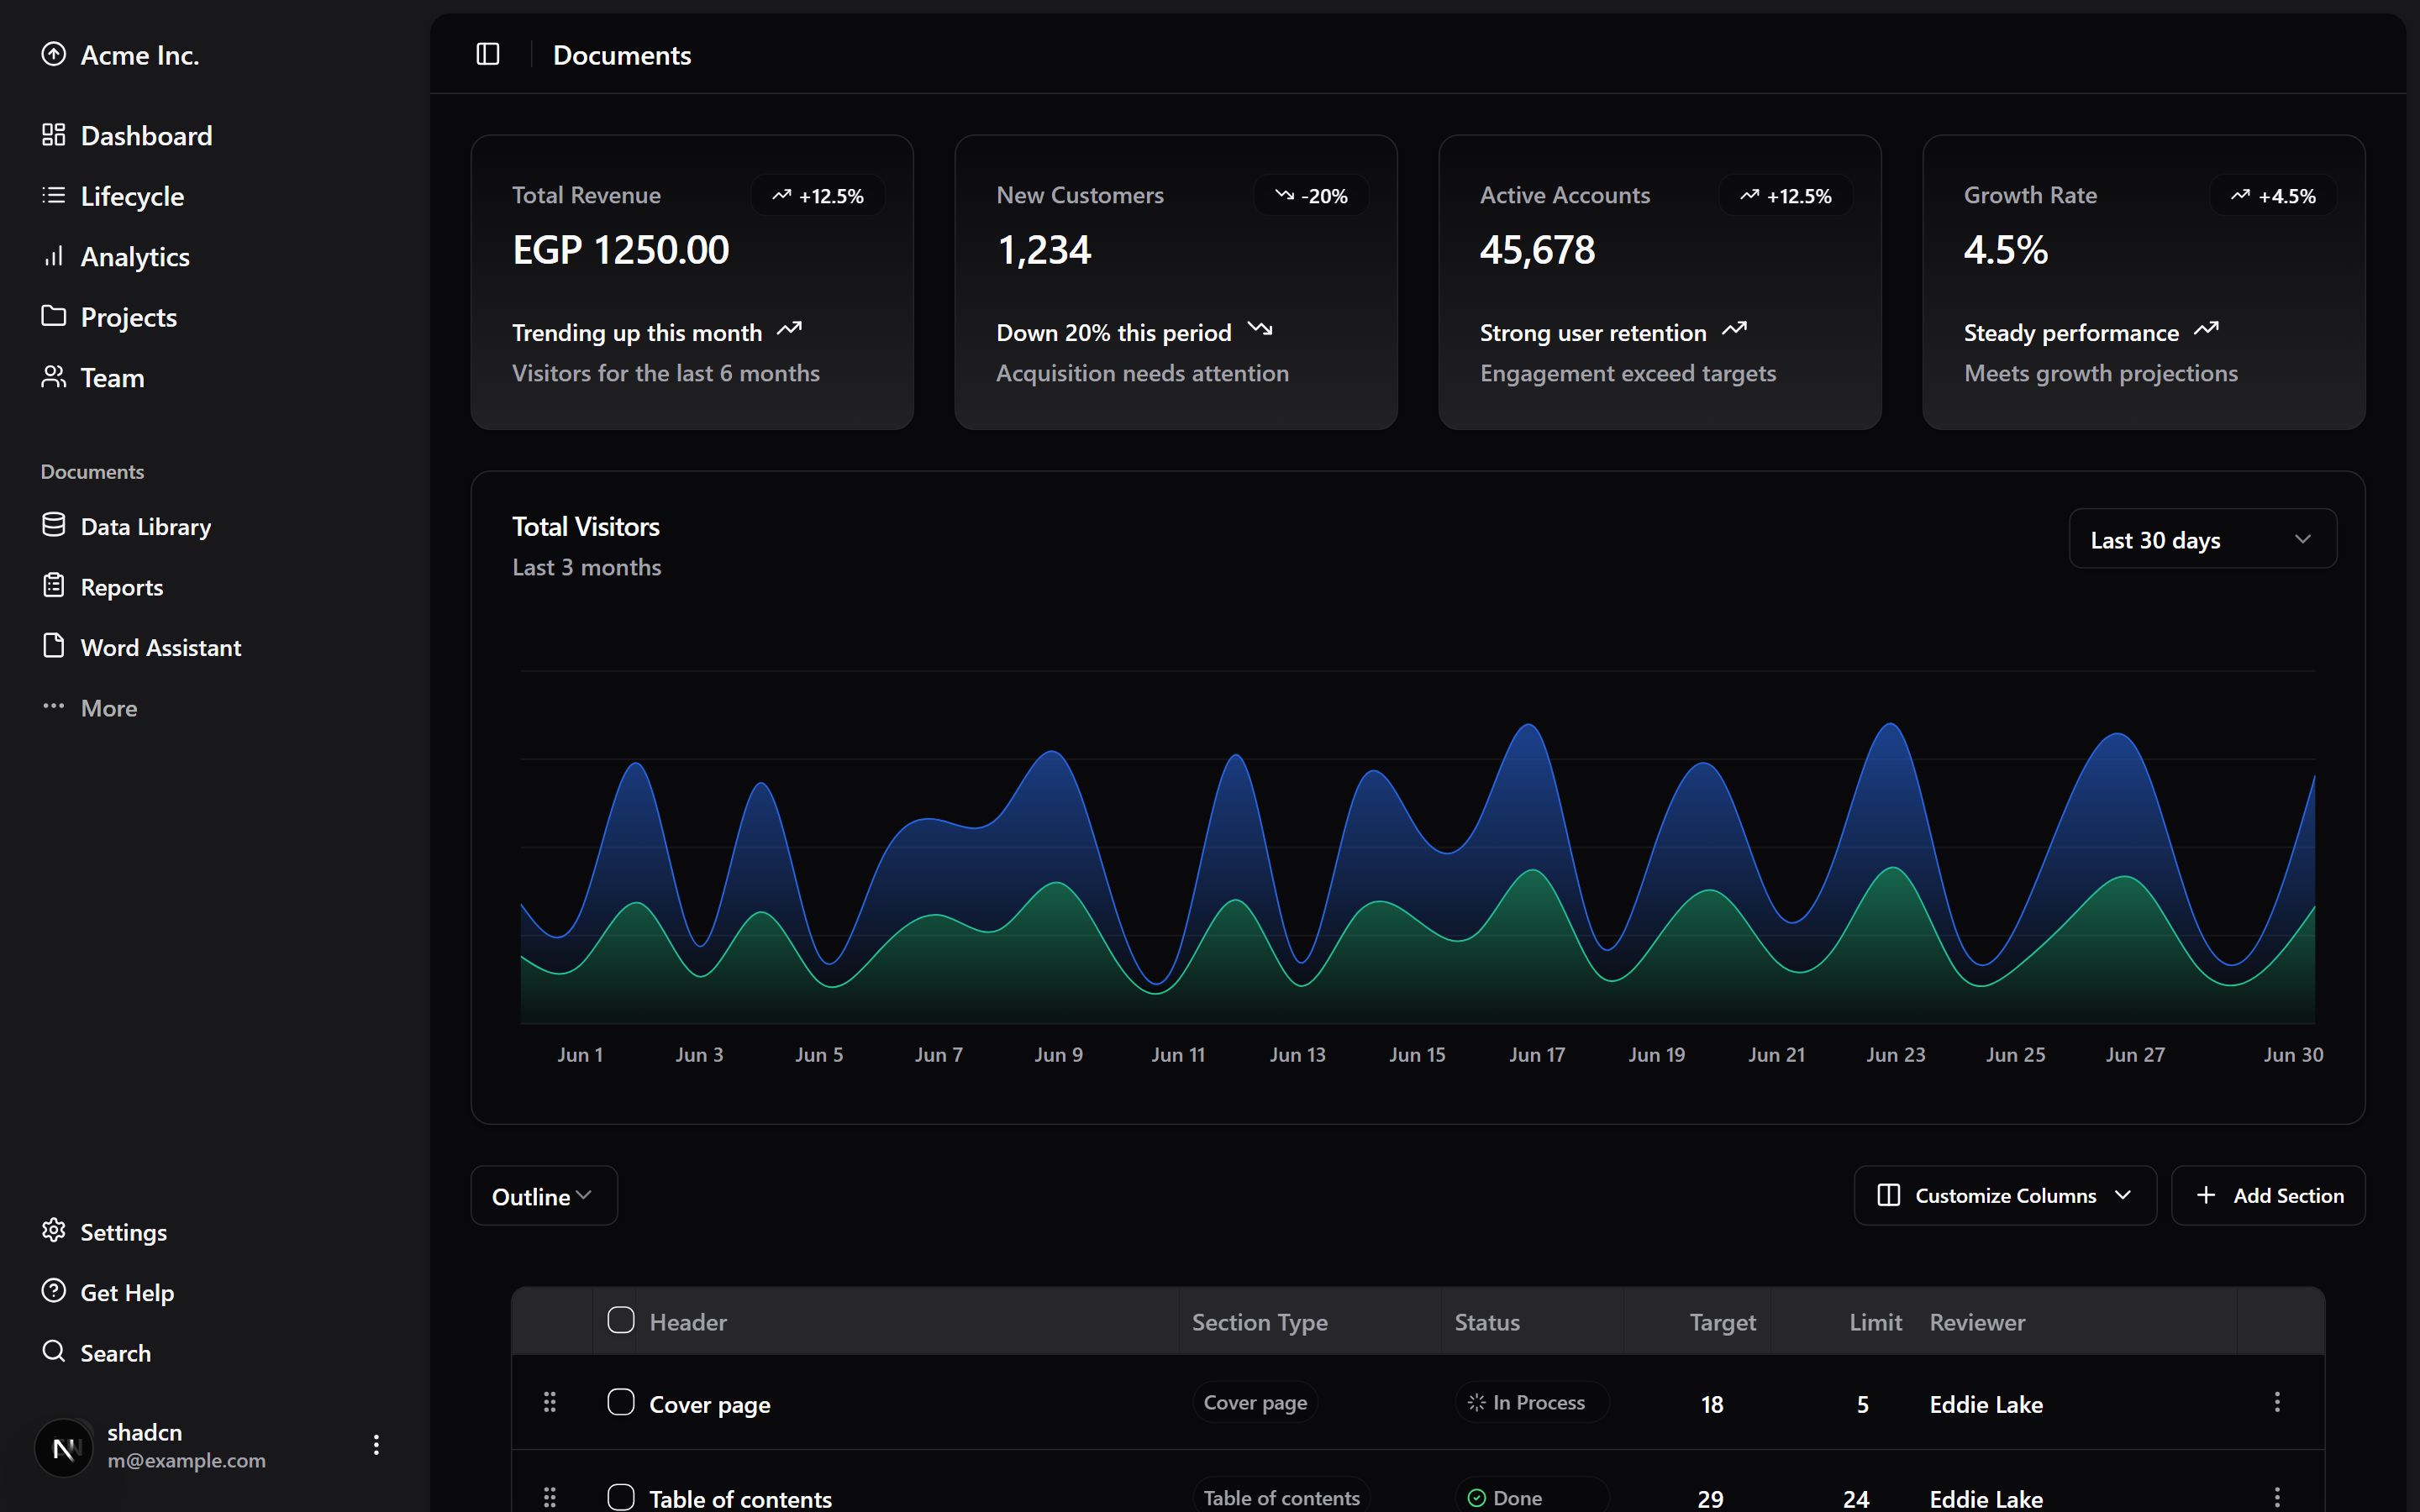 Acme Inc.
Dashboard
Lifecycle
Analytics
Projects
Team
Documents
Data Library
Reports
Word Assistant
More
Settings
Get Help
Search
shadcn
m@example.com
Documents
Total Revenue
+12.5%
EGP 1250.00
Trending up this month
Visitors for the last 6 months
New Customers
-20%
1,234
Down 20% this period
Acquisition needs attention
Active Accounts
+12.5%
45,678
Strong user retention
Engagement exceed targets
Growth Rate
+4.5%
4.5%
Steady performance
Meets growth projections
Total Visitors
Last 3 months
Last 30 days
Jun 1 Jun 3 Jun 5 Jun 7 Jun 9 Jun 11 Jun 13 Jun 15 Jun 17 Jun 19 Jun 21 Jun 23 Jun 25 Jun 27 Jun 30
Outline
Customize Columns
Add Section
Header Section Type Status Target Limit Reviewer
Cover page Cover page In Process 18 5 Eddie Lake
Table of contents Table of contents Done 29 24 Eddie Lake